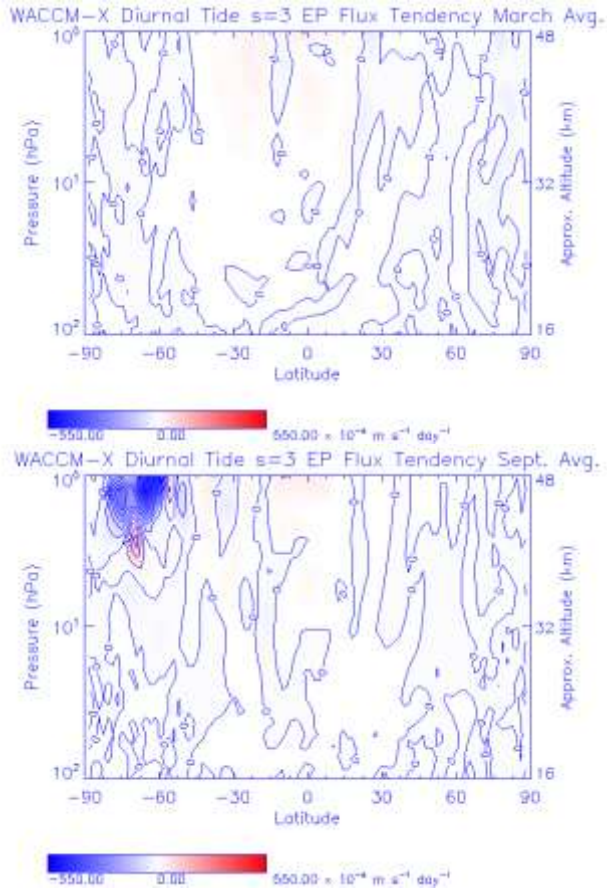 WACCM-X Diurnal Tide s=3 EP Flux Tendency March Avg.
10⁰ 48
Pressure (hPa)
10¹ 32
Approx. Altitude (km)
10² 16
-90 -60 -30 0 30 60 90
Latitude
-550.00 0.00 550.00 x 10⁻⁶ m s⁻¹ day⁻¹
WACCM-X Diurnal Tide s=3 EP Flux Tendency Sept. Avg.
10⁰ 48
Pressure (hPa)
10¹ 32
Approx. Altitude (km)
10² 16
-90 -60 -30 0 30 60 90
Latitude
-550.00 0.00 550.00 x 10⁻⁶ m s⁻¹ day⁻¹